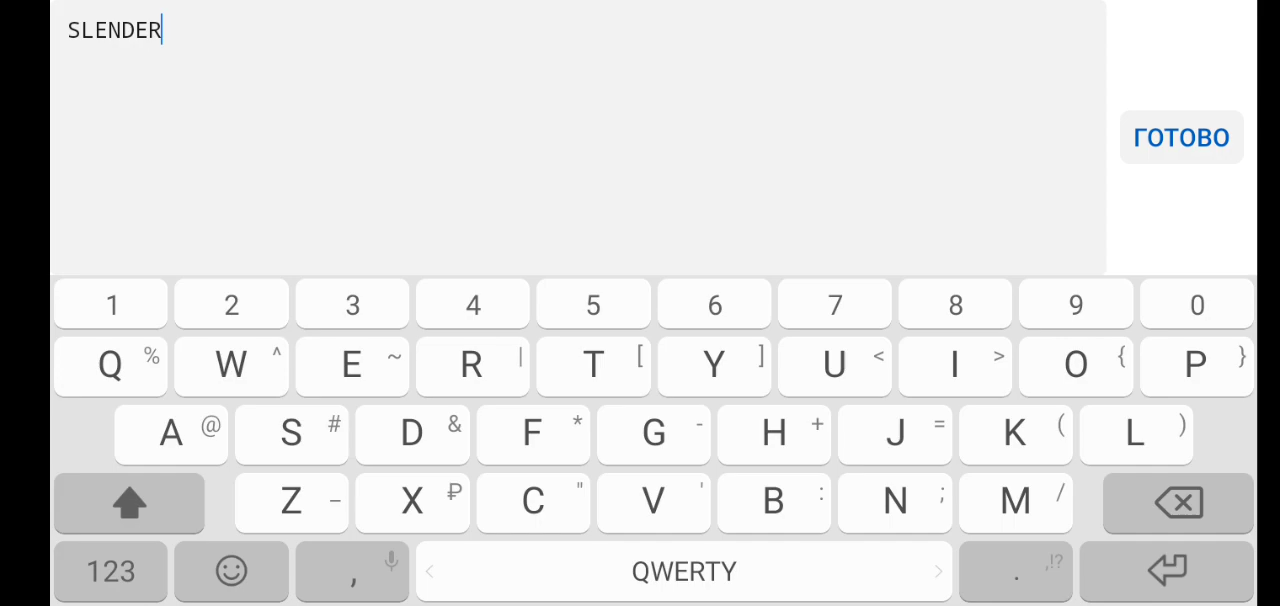 SLENDER
ГОТОВО
1 2 3 4 5 6 7 8 9 0
Q % W ^ E ~ R | T [ Y ] U < I > O { P }
A @ S # D & F * G - H + J = K ( L )
Z _ X ₽ C " V ' B : N ; M /
123 , QWERTY . ,!?